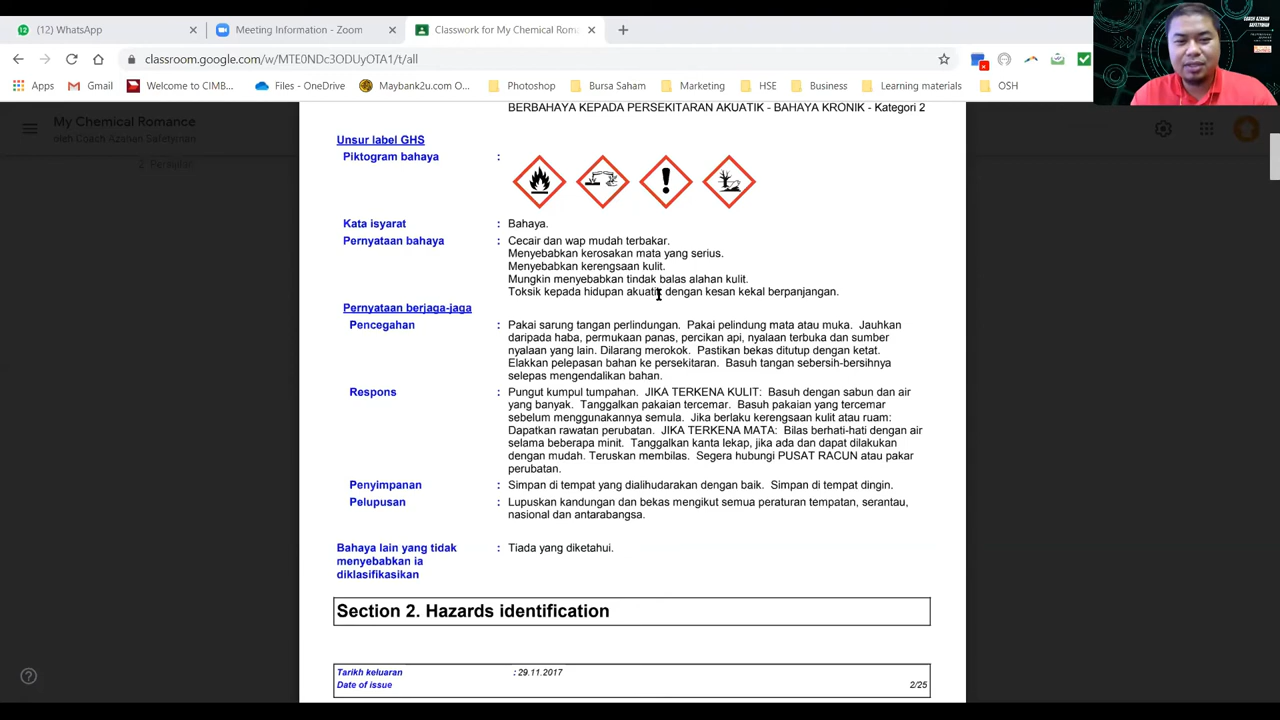 (12) WhatsApp
Meeting Information - Zoom
Classwork for My Chemical Roma
classroom.google.com/w/MTE0NDc3ODUyOTA1/t/all
Apps
Gmail
Welcome to CIMB...
Files - OneDrive
Maybank2u.com O...
Photoshop
Bursa Saham
Marketing
HSE
Business
Learning materials
OSH
COACH AZAHAN
SAFETYMAN
My Chemical Romance
oleh Coach Azahan Safetyman
BERBAHAYA KEPADA PERSEKITARAN AKUATIK - BAHAYA KRONIK - Kategori 2
Unsur label GHS
Piktogram bahaya :
Kata isyarat : Bahaya.
Pernyataan bahaya : Cecair dan wap mudah terbakar.
Menyebabkan kerosakan mata yang serius.
Menyebabkan kerengsaan kulit.
Mungkin menyebabkan tindak balas alahan kulit.
Toksik kepada hidupan akuatik dengan kesan kekal berpanjangan.
Pernyataan berjaga-jaga
Pencegahan : Pakai sarung tangan perlindungan. Pakai pelindung mata atau muka. Jauhkan
daripada haba, permukaan panas, percikan api, nyalaan terbuka dan sumber
nyalaan yang lain. Dilarang merokok. Pastikan bekas ditutup dengan ketat.
Elakkan pelepasan bahan ke persekitaran. Basuh tangan sebersih-bersihnya
selepas mengendalikan bahan.
Respons : Pungut kumpul tumpahan. JIKA TERKENA KULIT: Basuh dengan sabun dan air
yang banyak. Tanggalkan pakaian tercemar. Basuh pakaian yang tercemar
sebelum menggunakannya semula. Jika berlaku kerengsaan kulit atau ruam:
Dapatkan rawatan perubatan. JIKA TERKENA MATA: Bilas berhati-hati dengan air
selama beberapa minit. Tanggalkan kanta lekap, jika ada dan dapat dilakukan
dengan mudah. Teruskan membilas. Segera hubungi PUSAT RACUN atau pakar
perubatan.
Penyimpanan : Simpan di tempat yang dialihudarakan dengan baik. Simpan di tempat dingin.
Pelupusan : Lupuskan kandungan dan bekas mengikut semua peraturan tempatan, serantau,
nasional dan antarabangsa.
Bahaya lain yang tidak : Tiada yang diketahui.
menyebabkan ia
diklasifikasikan
Section 2. Hazards identification
Tarikh keluaran : 29.11.2017
Date of issue 2/25